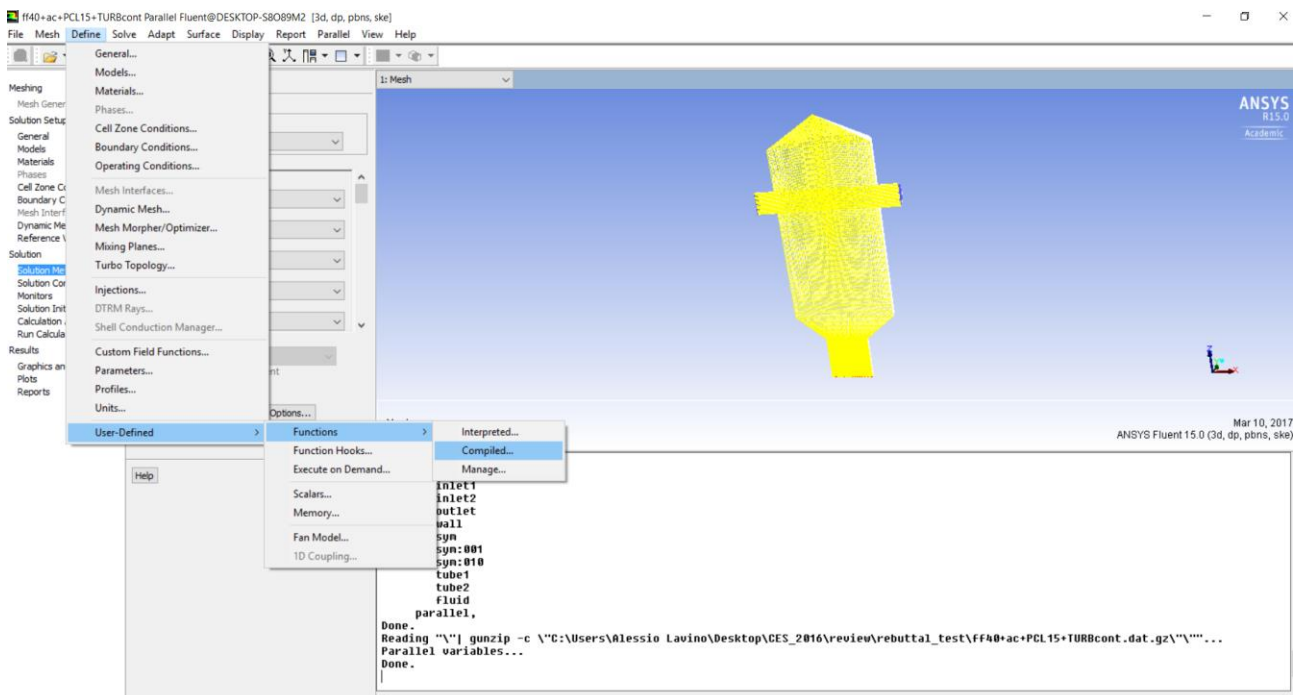 ff40+ac+PCL15+TURBcont Parallel Fluent@DESKTOP-S8O89M2 [3d, dp, pbns, ske]
File Mesh Define Solve Adapt Surface Display Report Parallel View Help
General...
Models...
Materials...
Phases...
Cell Zone Conditions...
Boundary Conditions...
Operating Conditions...
Mesh Interfaces...
Dynamic Mesh...
Mesh Morpher/Optimizer...
Mixing Planes...
Turbo Topology...
Injections...
DTRM Rays...
Shell Conduction Manager...
Custom Field Functions...
Parameters...
Profiles...
Units...
User-Defined
Functions
Function Hooks...
Execute on Demand...
Scalars...
Memory...
Fan Model...
1D Coupling...
Interpreted...
Compiled...
Manage...
Meshing
Mesh Gener
Solution Setup
General
Models
Materials
Phases
Cell Zone Co
Boundary C
Mesh Interf
Dynamic Me
Reference V
Solution
Solution Me
Solution Con
Monitors
Solution Init
Calculation
Run Calcula
Results
Graphics an
Plots
Reports
nt
Options...
Help
1: Mesh
ANSYS
R15.0
Academic
Z
X
Mar 10, 2017
ANSYS Fluent 15.0 (3d, dp, pbns, ske)
inlet1
inlet2
outlet
wall
sym
sym:001
sym:010
tube1
tube2
fluid
parallel,
Done.
Reading "\"| gunzip -c \"C:\Users\Alessio Lavino\Desktop\CES_2016\review\rebuttal_test\ff40+ac+PCL15+TURBcont.dat.gz\"\""...
Parallel variables...
Done.